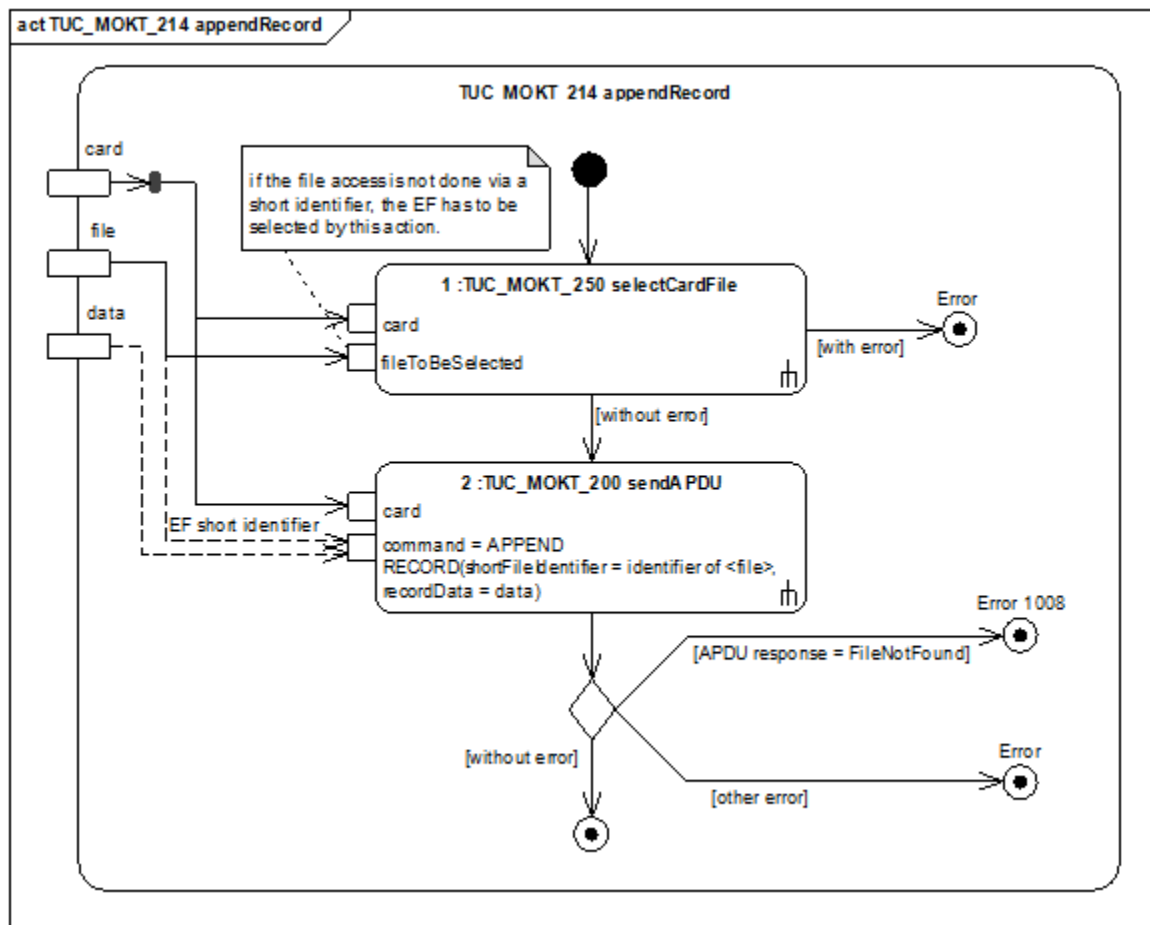 act TUC_MOKT_214 appendRecord
TUC_MOKT_214 appendRecord
card
if the file access is not done via a
short identifier, the EF has to be
selected by this action.
file
data
1 :TUC_MOKT_250 selectCardFile
card
fileToBeSelected
Error
[with error]
[without error]
2 :TUC_MOKT_200 sendAPDU
card
EF short identifier
command = APPEND
RECORD(shortFileIdentifier = identifier of <file>,
recordData = data)
Error 1008
[APDU response = FileNotFound]
[without error]
Error
[other error]